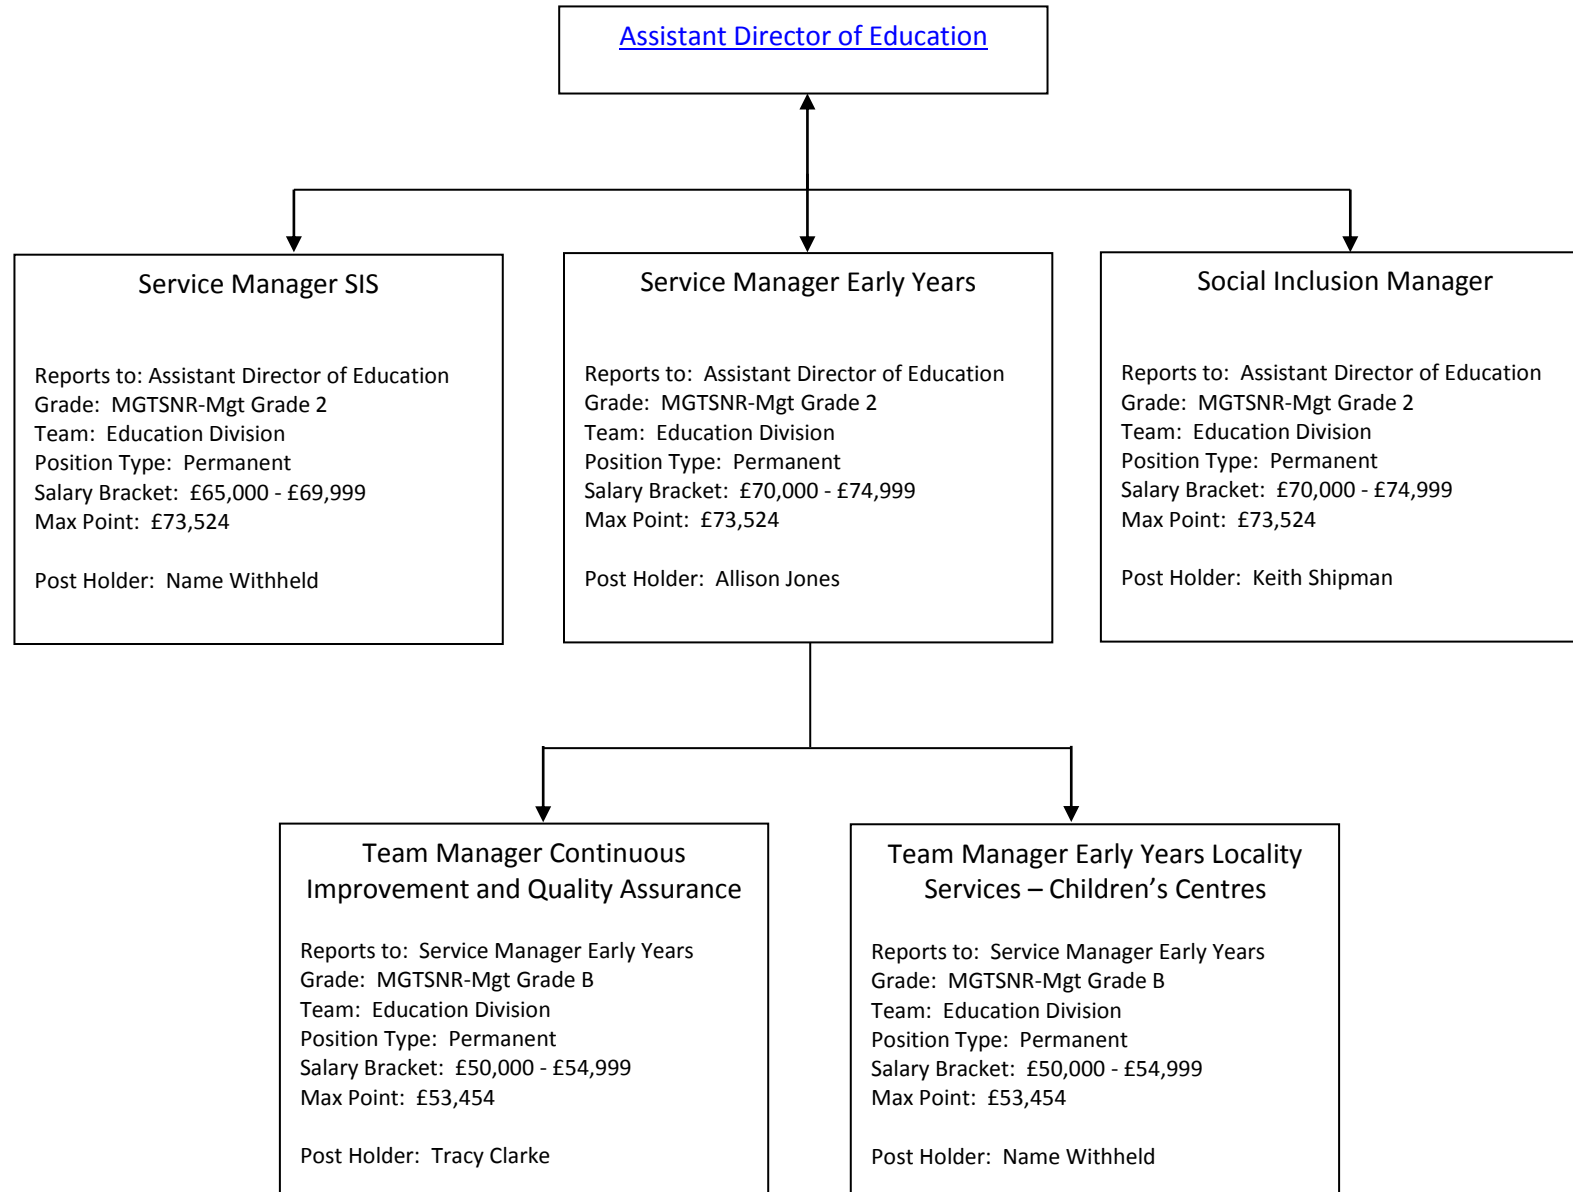 Assistant Director of Education
Service Manager SIS
Reports to: Assistant Director of Education
Grade: MGTSNR-Mgt Grade 2
Team: Education Division
Position Type: Permanent
Salary Bracket: £65,000 - £69,999
Max Point: £73,524
Post Holder: Name Withheld
Service Manager Early Years
Reports to: Assistant Director of Education
Grade: MGTSNR-Mgt Grade 2
Team: Education Division
Position Type: Permanent
Salary Bracket: £70,000 - £74,999
Max Point: £73,524
Post Holder: Allison Jones
Social Inclusion Manager
Reports to: Assistant Director of Education
Grade: MGTSNR-Mgt Grade 2
Team: Education Division
Position Type: Permanent
Salary Bracket: £70,000 - £74,999
Max Point: £73,524
Post Holder: Keith Shipman
Team Manager Continuous
Improvement and Quality Assurance
Reports to: Service Manager Early Years
Grade: MGTSNR-Mgt Grade B
Team: Education Division
Position Type: Permanent
Salary Bracket: £50,000 - £54,999
Max Point: £53,454
Post Holder: Tracy Clarke
Team Manager Early Years Locality
Services – Children’s Centres
Reports to: Service Manager Early Years
Grade: MGTSNR-Mgt Grade B
Team: Education Division
Position Type: Permanent
Salary Bracket: £50,000 - £54,999
Max Point: £53,454
Post Holder: Name Withheld